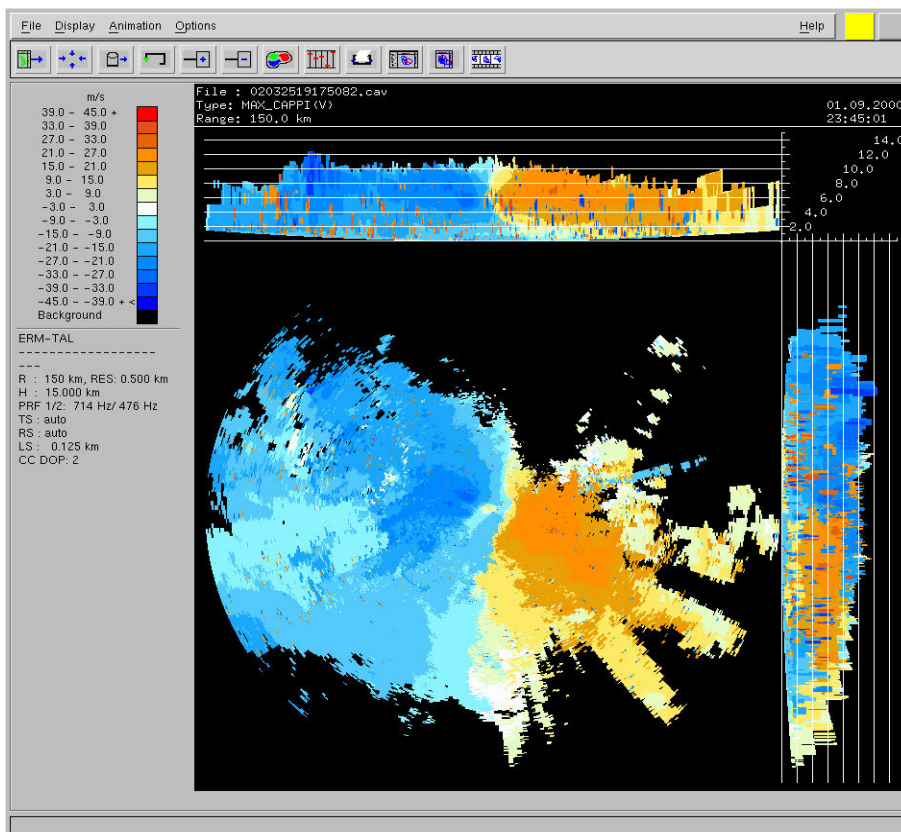 File Display Animation Options Help
m/s
39.0 - 45.0 +
33.0 - 39.0
27.0 - 33.0
21.0 - 27.0
15.0 - 21.0
9.0 - 15.0
3.0 - 9.0
-3.0 - 3.0
-9.0 - -3.0
-15.0 - -9.0
-21.0 - -15.0
-27.0 - -21.0
-33.0 - -27.0
-39.0 - -33.0
-45.0 - -39.0 + <
Background
ERM-TAL
------------------
---
R : 150 km, RES: 0.500 km
H : 15.000 km
PRF 1/2: 714 Hz/ 476 Hz
TS : auto
RS : auto
LS : 0.125 km
CC DOP: 2
File : 02032519175082.cav
Type: MAX_CAPPI(V) 01.09.2000
Range: 150.0 km 23:45:01
14.0
12.0
10.0
8.0
6.0
4.0
2.0